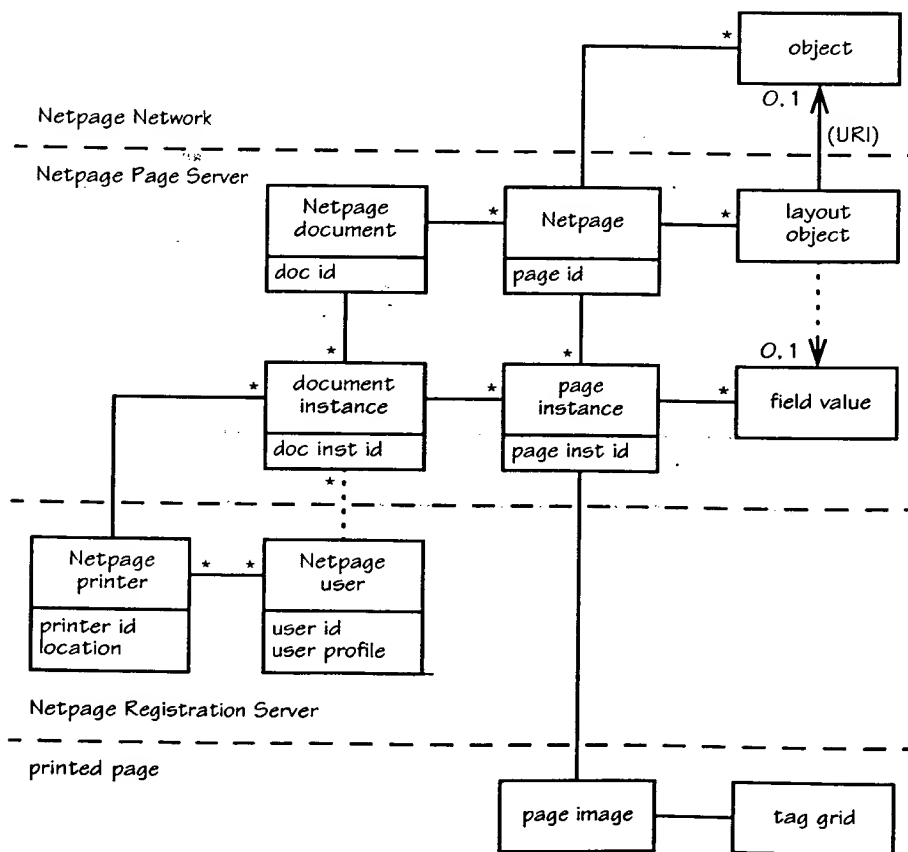 *
object
0.1
(URI)
Netpage Network
Netpage Page Server
Netpage
document
doc id
*
Netpage
page id
*
layout
object
*
*
0.1
*
document
instance
doc inst id
*
page
instance
page inst id
*
field value
*
Netpage
printer
printer id
location
* *
Netpage
user
user id
user profile
Netpage Registration Server
printed page
page image
tag grid